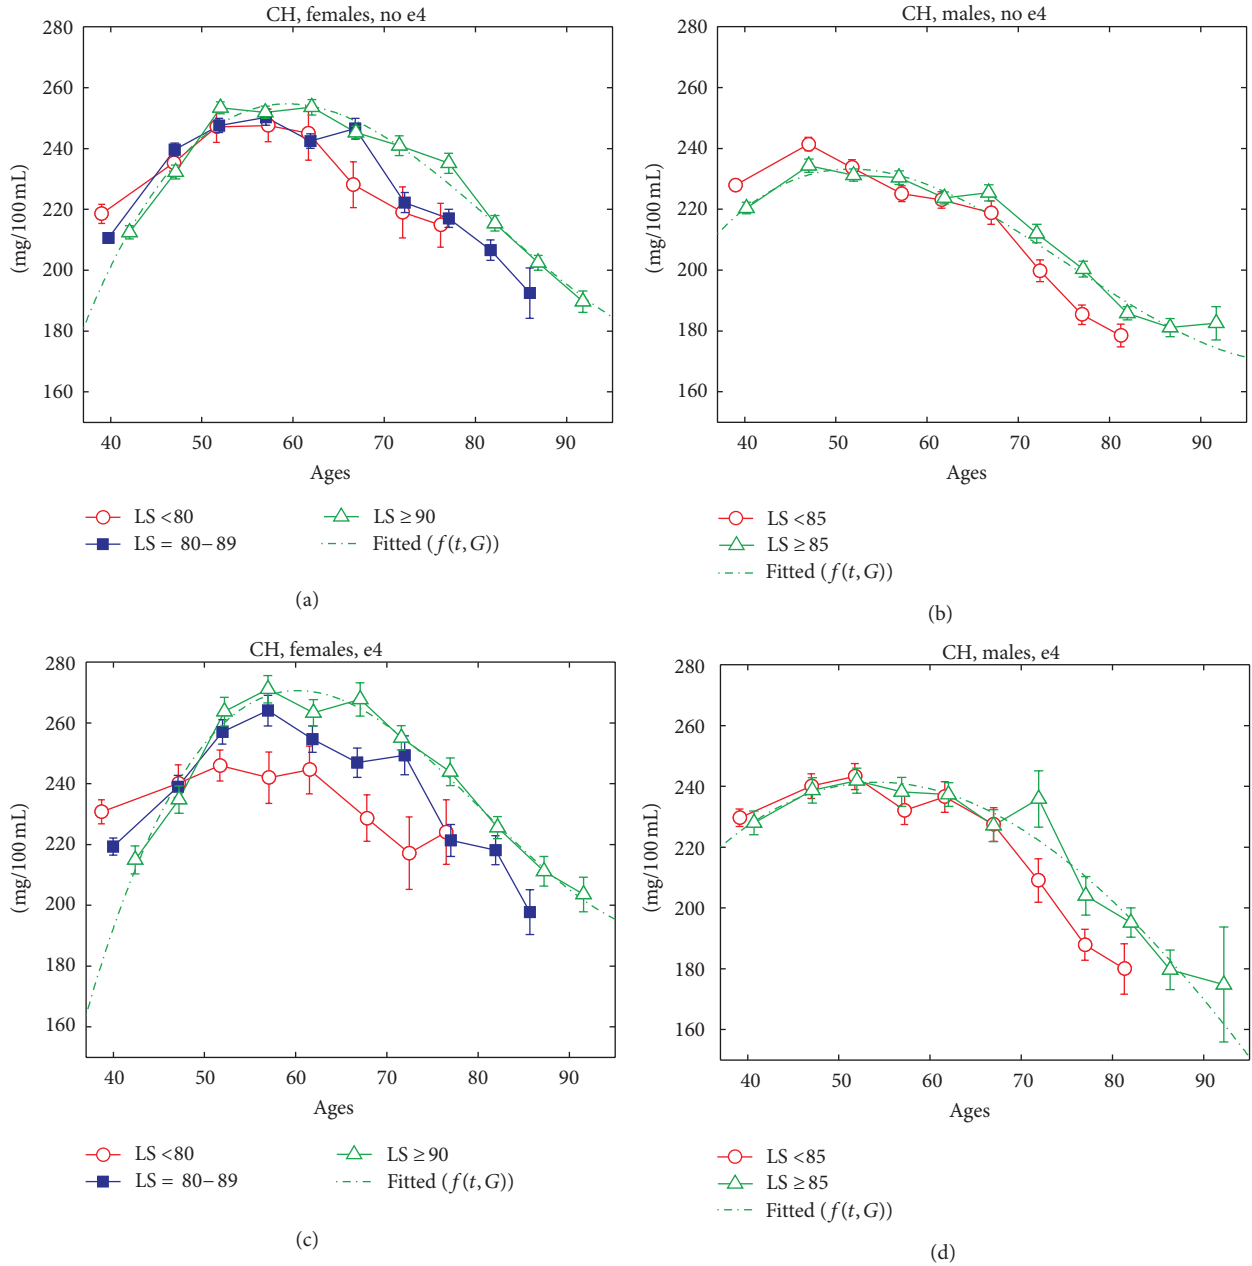 CH, females, no e4
280
260
240
220
200
180
160
(mg/100 mL)
40 50 60 70 80 90
Ages
LS <80
LS = 80–89
LS ≥ 90
Fitted (f(t, G))
(a)
CH, males, no e4
280
260
240
220
200
180
160
(mg/100 mL)
40 50 60 70 80 90
Ages
LS <85
LS ≥85
Fitted (f(t, G))
(b)
CH, females, e4
280
260
240
220
200
180
160
(mg/100 mL)
40 50 60 70 80 90
Ages
LS <80
LS = 80–89
LS ≥ 90
Fitted (f(t, G))
(c)
CH, males, e4
280
260
240
220
200
180
160
(mg/100 mL)
40 50 60 70 80 90
Ages
LS <85
LS ≥85
Fitted (f(t, G))
(d)